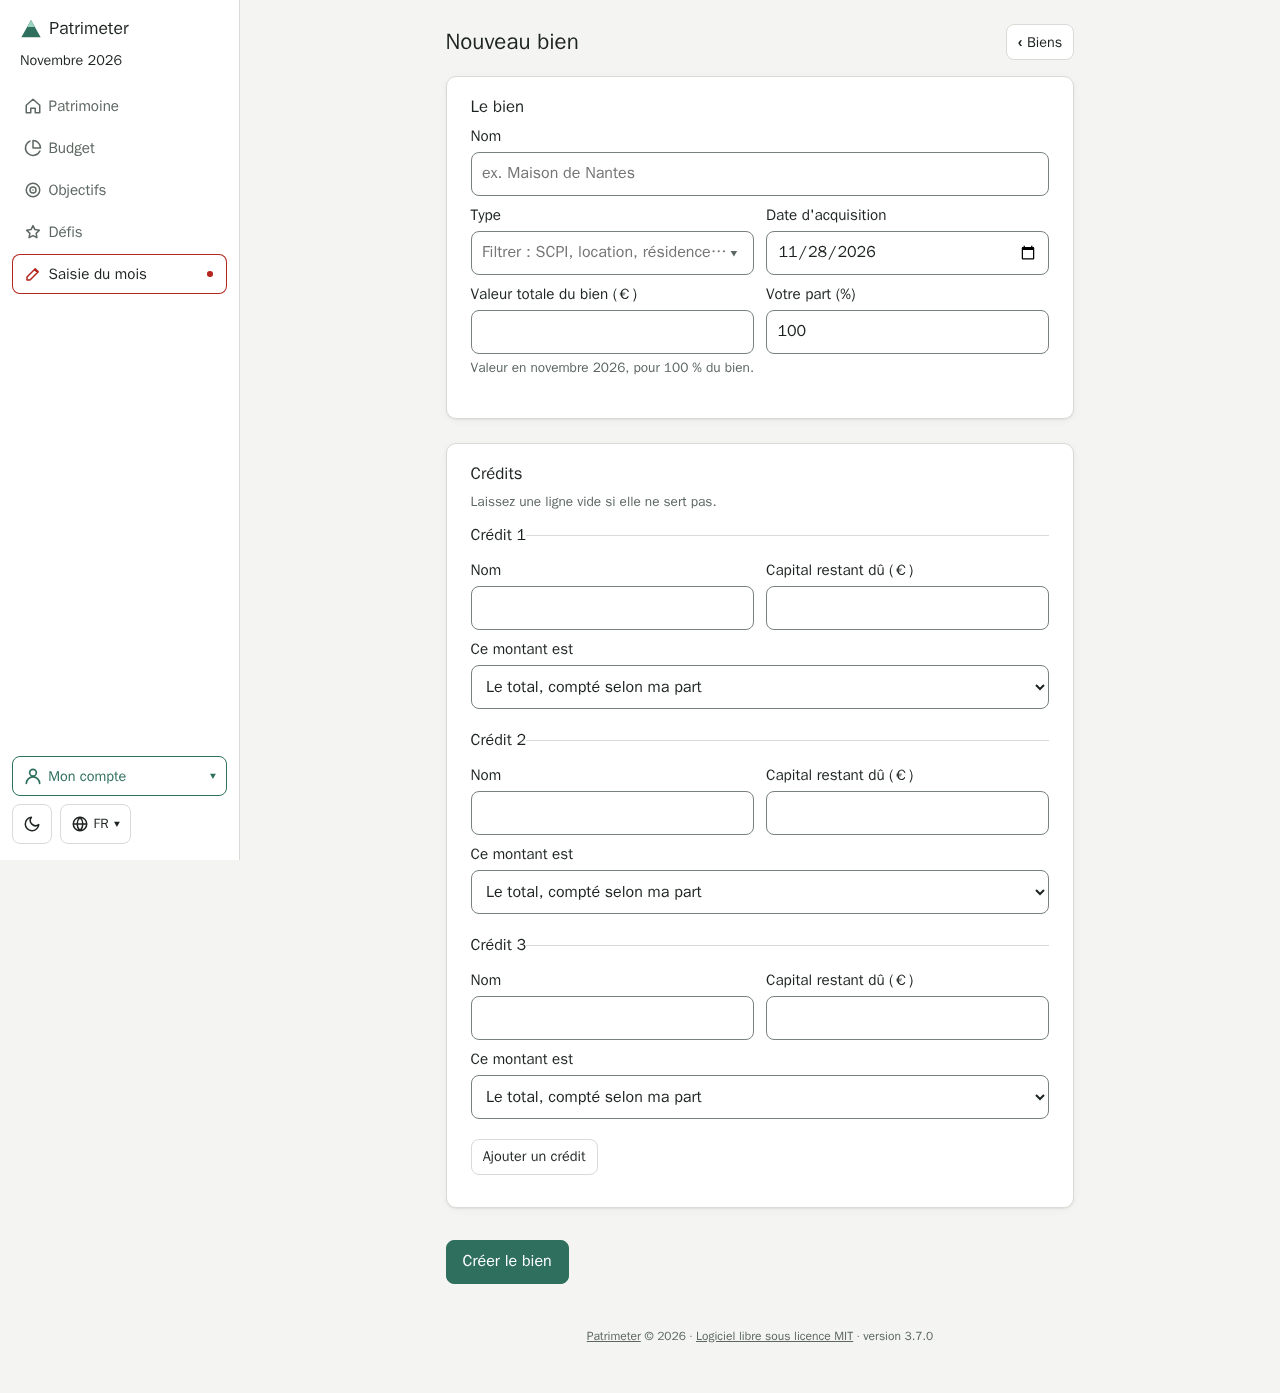 Patrimeter
Novembre 2026
Patrimoine
Budget
Objectifs
Défis
Saisie du mois
Mon compte ▾
FR ▾
Nouveau bien
‹ Biens
Le bien
Nom
ex. Maison de Nantes
Type
Date d'acquisition
Filtrer : SCPI, location, résidence… ▾
11/28/2026
Valeur totale du bien (€)
Votre part (%)
100
Valeur en novembre 2026, pour 100 % du bien.
Crédits
Laissez une ligne vide si elle ne sert pas.
Crédit 1
Nom
Capital restant dû (€)
Ce montant est
Le total, compté selon ma part
Crédit 2
Nom
Capital restant dû (€)
Ce montant est
Le total, compté selon ma part
Crédit 3
Nom
Capital restant dû (€)
Ce montant est
Le total, compté selon ma part
Ajouter un crédit
Créer le bien
Patrimeter © 2026 · Logiciel libre sous licence MIT · version 3.7.0